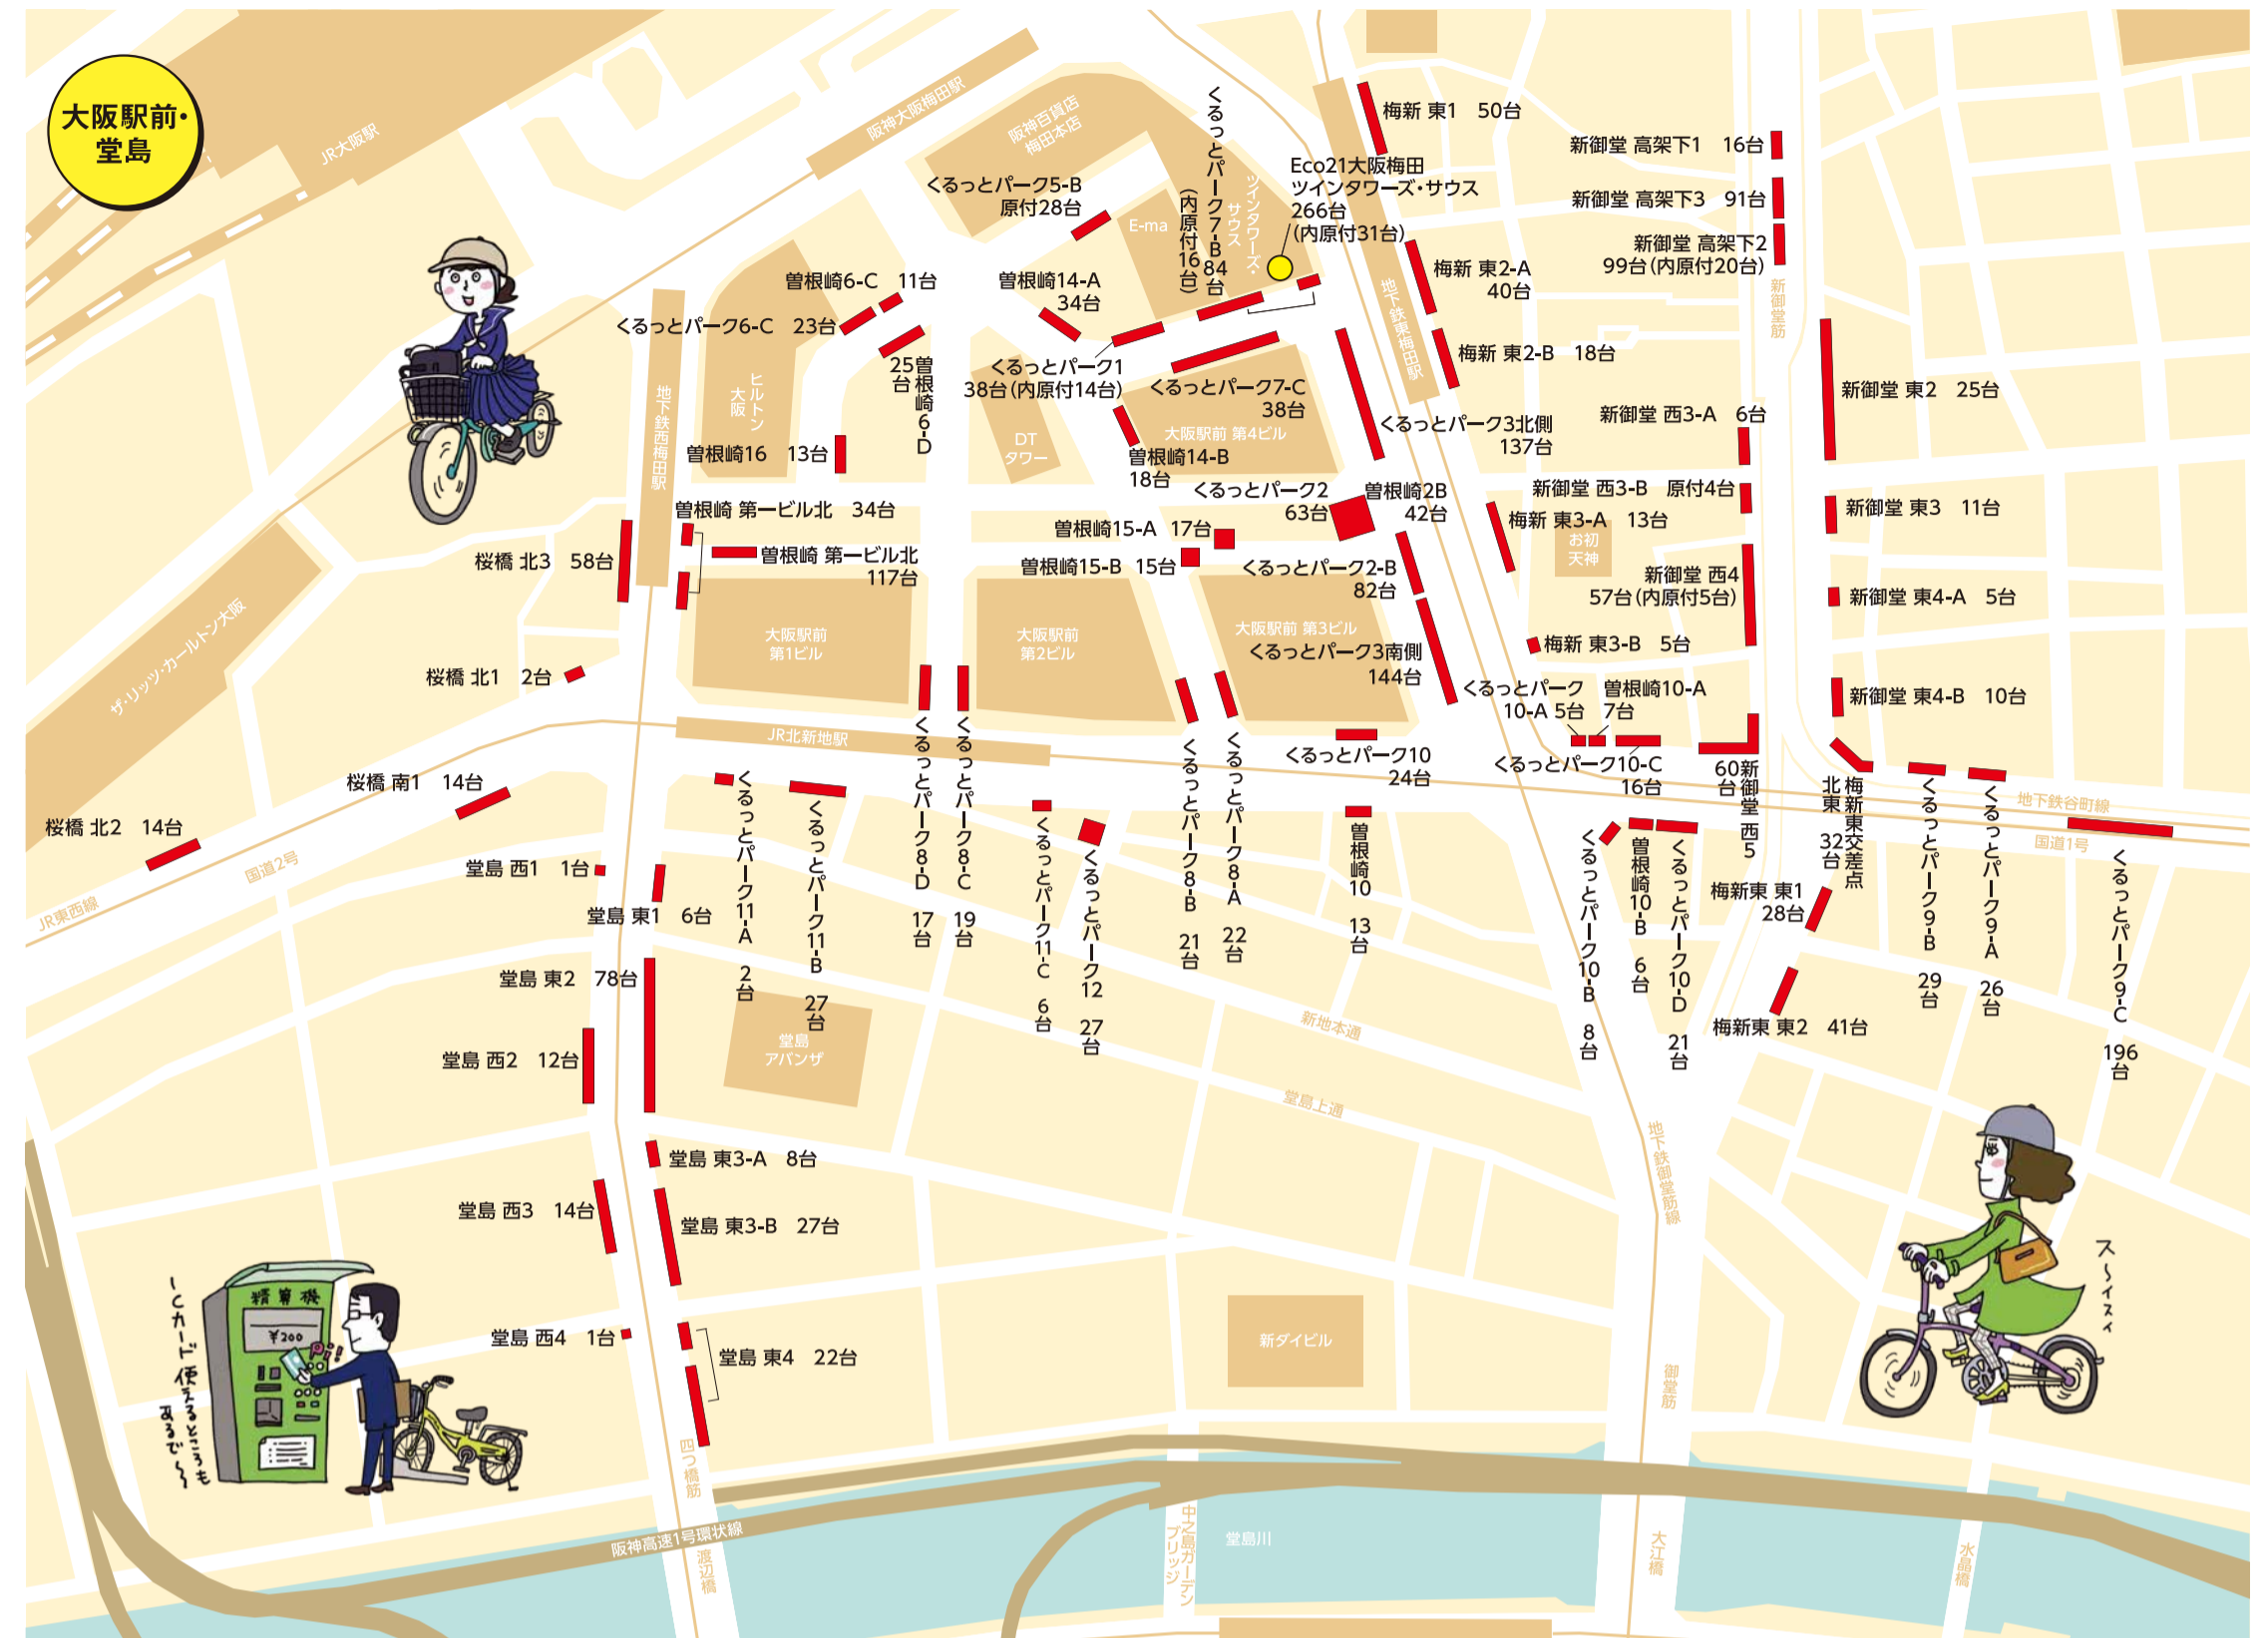 大阪駅前・
堂島
JR大阪駅
阪神大阪梅田駅
阪神百貨店
梅田本店
くるっとパーク5-B
原付28台
E-ma
くるっとパーク7-B 84台
(内原付16台)
ツインタワーズ・
サウス
Eco21大阪梅田
ツインタワーズ・サウス
266台
(内原付31台)
梅新 東1 50台
地下鉄東梅田駅
梅新 東2-A
40台
梅新 東2-B 18台
新御堂 高架下1 16台
新御堂 高架下3 91台
新御堂 高架下2
99台(内原付20台)
新御堂筋
新御堂 東2 25台
新御堂 西3-A 6台
新御堂 西3-B 原付4台
新御堂 東3 11台
新御堂 西4
57台(内原付5台)
新御堂 東4-A 5台
新御堂 東4-B 10台
曽根崎6-C 11台
くるっとパーク6-C 23台
曽根崎6-D
25台
曽根崎14-A
34台
くるっとパーク1
38台(内原付14台)
くるっとパーク7-C
38台
大阪駅前 第4ビル
DT
タワー
曽根崎14-B
18台
くるっとパーク3北側
137台
ヒルトン
大阪
地下鉄西梅田駅
曽根崎16 13台
曽根崎 第一ビル北 34台
曽根崎 第一ビル北
117台
くるっとパーク2
63台
曽根崎2B
42台
曽根崎15-A 17台
曽根崎15-B 15台
くるっとパーク2-B
82台
梅新 東3-A 13台
お初
天神
梅新 東3-B 5台
桜橋 北3 58台
桜橋 北1 2台
ザ・リッツ・カールトン大阪
大阪駅前
第1ビル
大阪駅前
第2ビル
大阪駅前 第3ビル
くるっとパーク3南側
144台
くるっとパーク
10-A 5台
曽根崎10-A
7台
くるっとパーク10-C
16台
新御堂 西5
60台
JR北新地駅
くるっとパーク10
24台
桜橋 南1 14台
桜橋 北2 14台
国道2号
JR東西線
くるっとパーク11-A 2台
くるっとパーク11-B 27台
くるっとパーク8-D 17台
くるっとパーク8-C 19台
くるっとパーク11-C 6台
くるっとパーク12 27台
くるっとパーク8-B 21台
くるっとパーク8-A 22台
曽根崎10 13台
くるっとパーク10-B 8台
曽根崎10-B 6台
くるっとパーク10-D 21台
梅新東交差点
北東 32台
くるっとパーク9-B 29台
くるっとパーク9-A 26台
くるっとパーク9-C 196台
地下鉄谷町線
国道1号
梅新東 東1
28台
梅新東 東2 41台
堂島 西1 1台
堂島 東1 6台
堂島 東2 78台
堂島 西2 12台
堂島
アバンザ
新地本通
堂島上通
地下鉄御堂筋線
堂島 東3-A 8台
堂島 西3 14台
堂島 東3-B 27台
堂島 西4 1台
堂島 東4 22台
新ダイビル
御堂筋
四つ橋筋
精算機
¥200
Pi!!
ICカード使えるところも
あるで〜
ス〜イスイ
阪神高速1号環状線
渡辺橋
中之島ガーデン
ブリッジ
堂島川
大江橋
水晶橋